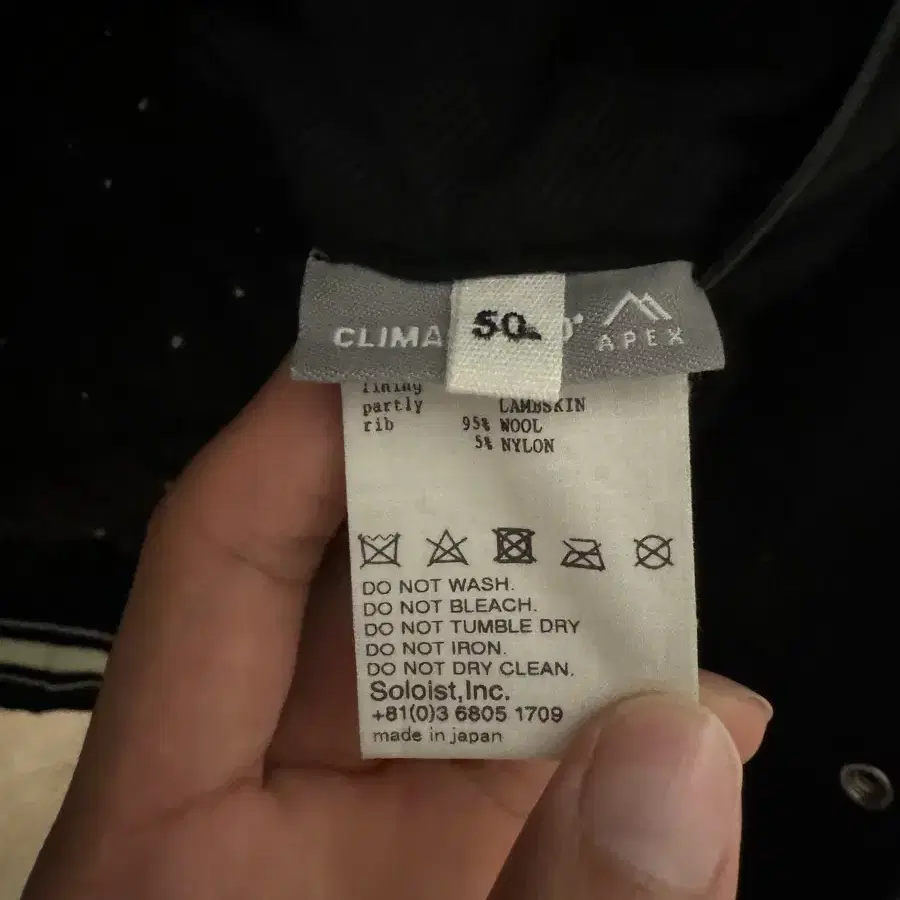 CLIMA
50.
APEX
lining
partly LAMBSKIN
rib 95% WOOL
5% NYLON
DO NOT WASH.
DO NOT BLEACH.
DO NOT TUMBLE DRY
DO NOT IRON.
DO NOT DRY CLEAN.
Soloist,Inc.
+81(0)3 6805 1709
made in japan